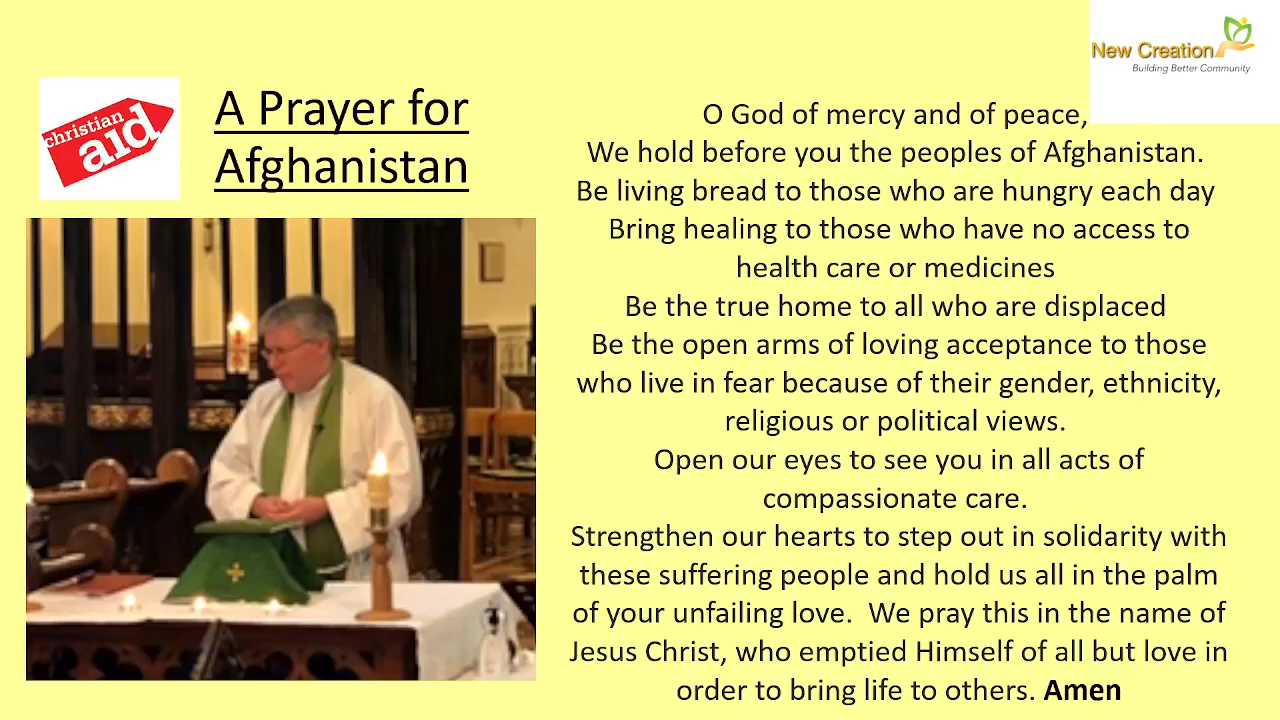 christian
aid
A Prayer for
Afghanistan
New Creation
Building Better Community
O God of mercy and of peace,
We hold before you the peoples of Afghanistan.
Be living bread to those who are hungry each day
Bring healing to those who have no access to
health care or medicines
Be the true home to all who are displaced
Be the open arms of loving acceptance to those
who live in fear because of their gender, ethnicity,
religious or political views.
Open our eyes to see you in all acts of
compassionate care.
Strengthen our hearts to step out in solidarity with
these suffering people and hold us all in the palm
of your unfailing love.  We pray this in the name of
Jesus Christ, who emptied Himself of all but love in
order to bring life to others. Amen